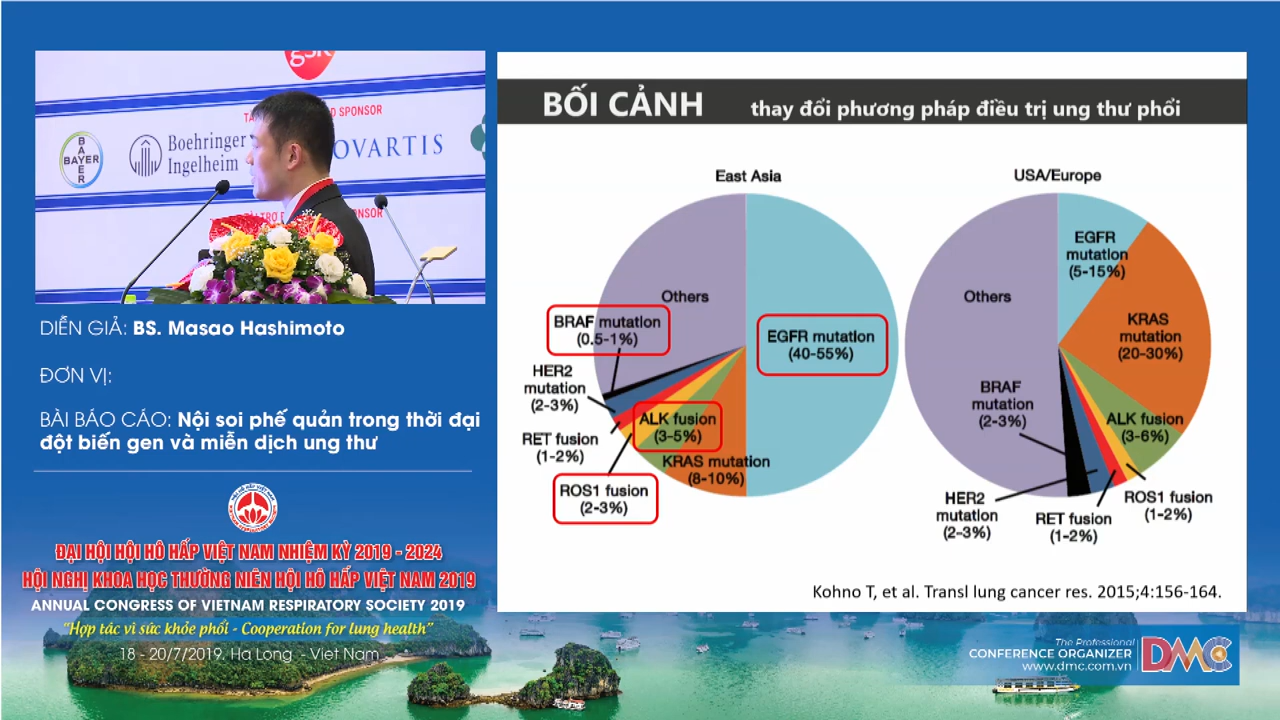 gsk
SPONSOR
BAYER
BAYER
Boehringer
Ingelheim
OVARTIS
SPONSOR
DIỄN GIẢ: BS. Masao Hashimoto
ĐƠN VỊ:
BÀI BÁO CÁO: Nội soi phế quản trong thời đại
đột biến gen và miễn dịch ung thư
ĐẠI HỘI HỘI HÔ HẤP VIỆT NAM NHIỆM KỲ 2019 - 2024
HỘI NGHỊ KHOA HỌC THƯỜNG NIÊN HỘI HÔ HẤP VIỆT NAM 2019
ANNUAL CONGRESS OF VIETNAM RESPIRATORY SOCIETY 2019
"Hợp tác vì sức khỏe phổi - Cooperation for lung health"
18 - 20/7/2019. Ha Long - Viet Nam
BỐI CẢNH thay đổi phương pháp điều trị ung thư phổi
East Asia
Others
BRAF mutation
(0.5-1%)
HER2
mutation
(2-3%)
RET fusion
(1-2%)
ROS1 fusion
(2-3%)
ALK fusion
(3-5%)
KRAS mutation
(8-10%)
EGFR mutation
(40-55%)
USA/Europe
Others
EGFR
mutation
(5-15%)
KRAS
mutation
(20-30%)
ALK fusion
(3-6%)
ROS1 fusion
(1-2%)
RET fusion
(1-2%)
HER2
mutation
(2-3%)
BRAF
mutation
(2-3%)
Kohno T, et al. Transl lung cancer res. 2015;4:156-164.
The Professional
CONFERENCE ORGANIZER
www.dmc.com.vn
DMC